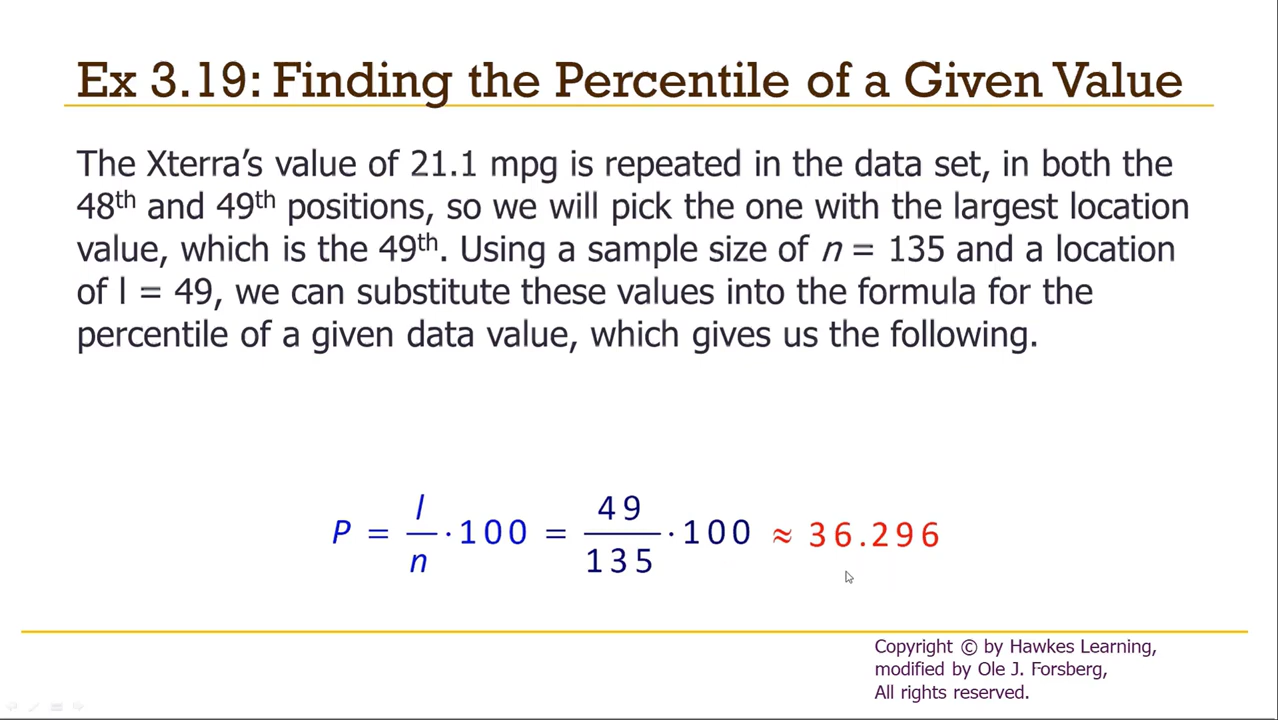 Ex 3.19: Finding the Percentile of a Given Value
The Xterra’s value of 21.1 mpg is repeated in the data set, in both the
48th and 49th positions, so we will pick the one with the largest location
value, which is the 49th. Using a sample size of n = 135 and a location
of l = 49, we can substitute these values into the formula for the
percentile of a given data value, which gives us the following.
P = l/n · 100 = 49/135 · 100 ≈ 36.296
Copyright © by Hawkes Learning,
modified by Ole J. Forsberg,
All rights reserved.